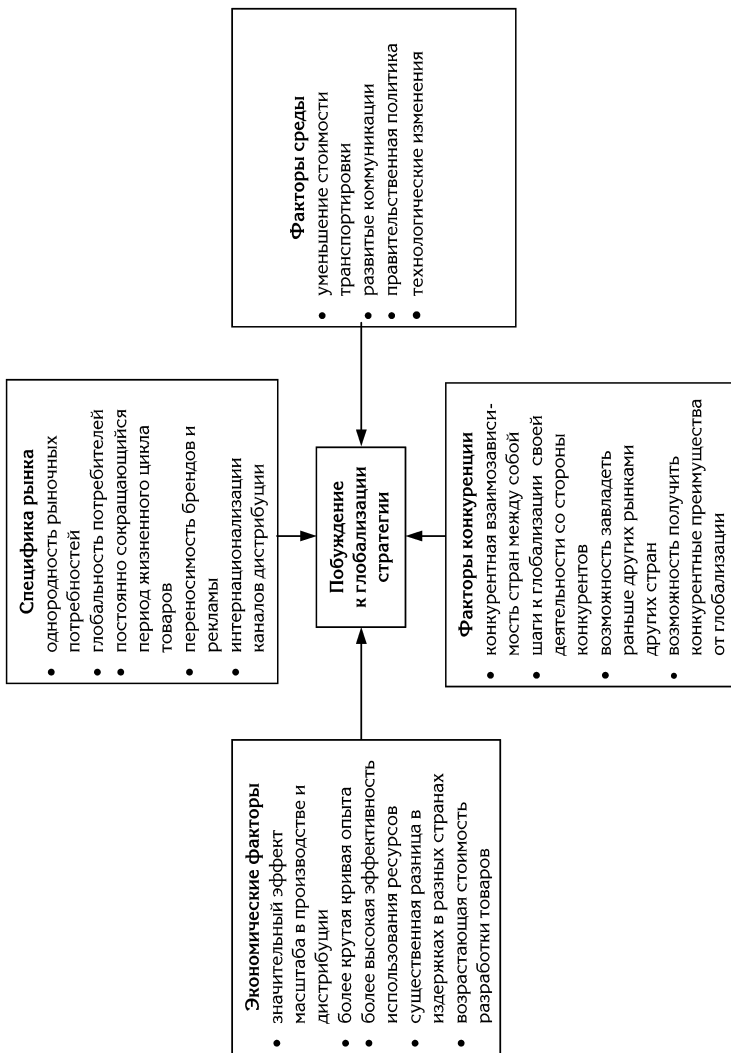 Специфика рынка
• однородность рыночных
потребностей
• глобальность потребителей
• постоянно сокращающийся
период жизненного цикла
товаров
• переносимость брендов и
рекламы
• интернационализации
каналов дистрибуции
Экономические факторы
• значительный эффект
масштаба в производстве и
дистрибуции
• более крутая кривая опыта
• более высокая эффективность
использования ресурсов
• существенная разница в
издержках в разных странах
• возрастающая стоимость
разработки товаров
Побуждение
к глобализации
стратегии
Факторы среды
• уменьшение стоимости
транспортировки
• развитые коммуникации
• правительственная политика
• технологические изменения
Факторы конкуренции
• конкурентная взаимозависи-
мость стран между собой
• шаги к глобализации своей
деятельности со стороны
конкурентов
• возможность завладеть
раньше других рынками
других стран
• возможность получить
конкурентные преимущества
от глобализации